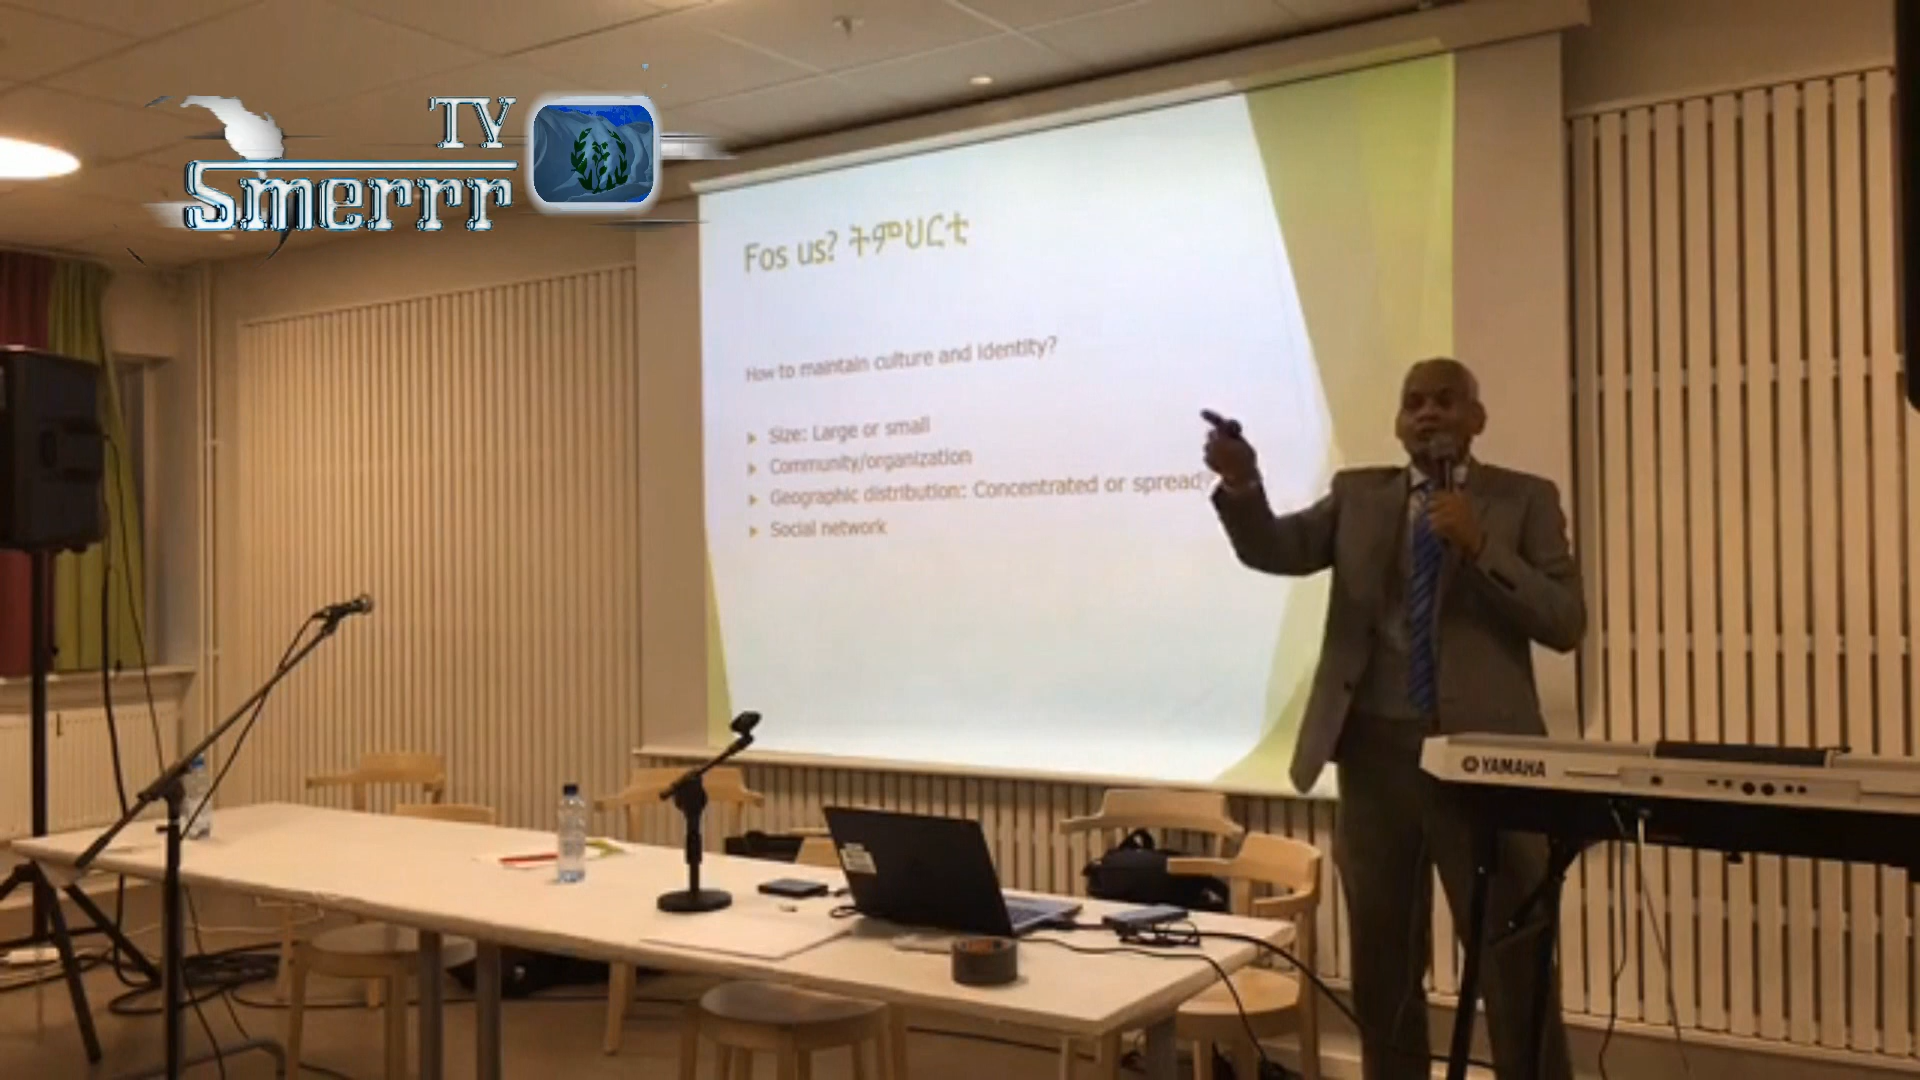 TV
Smerrr
Fos us? ትምህርቲ
How to maintain culture and identity?
Size: Large or small
Community/organization
Geographic distribution: Concentrated or spread
Social network
YAMAHA